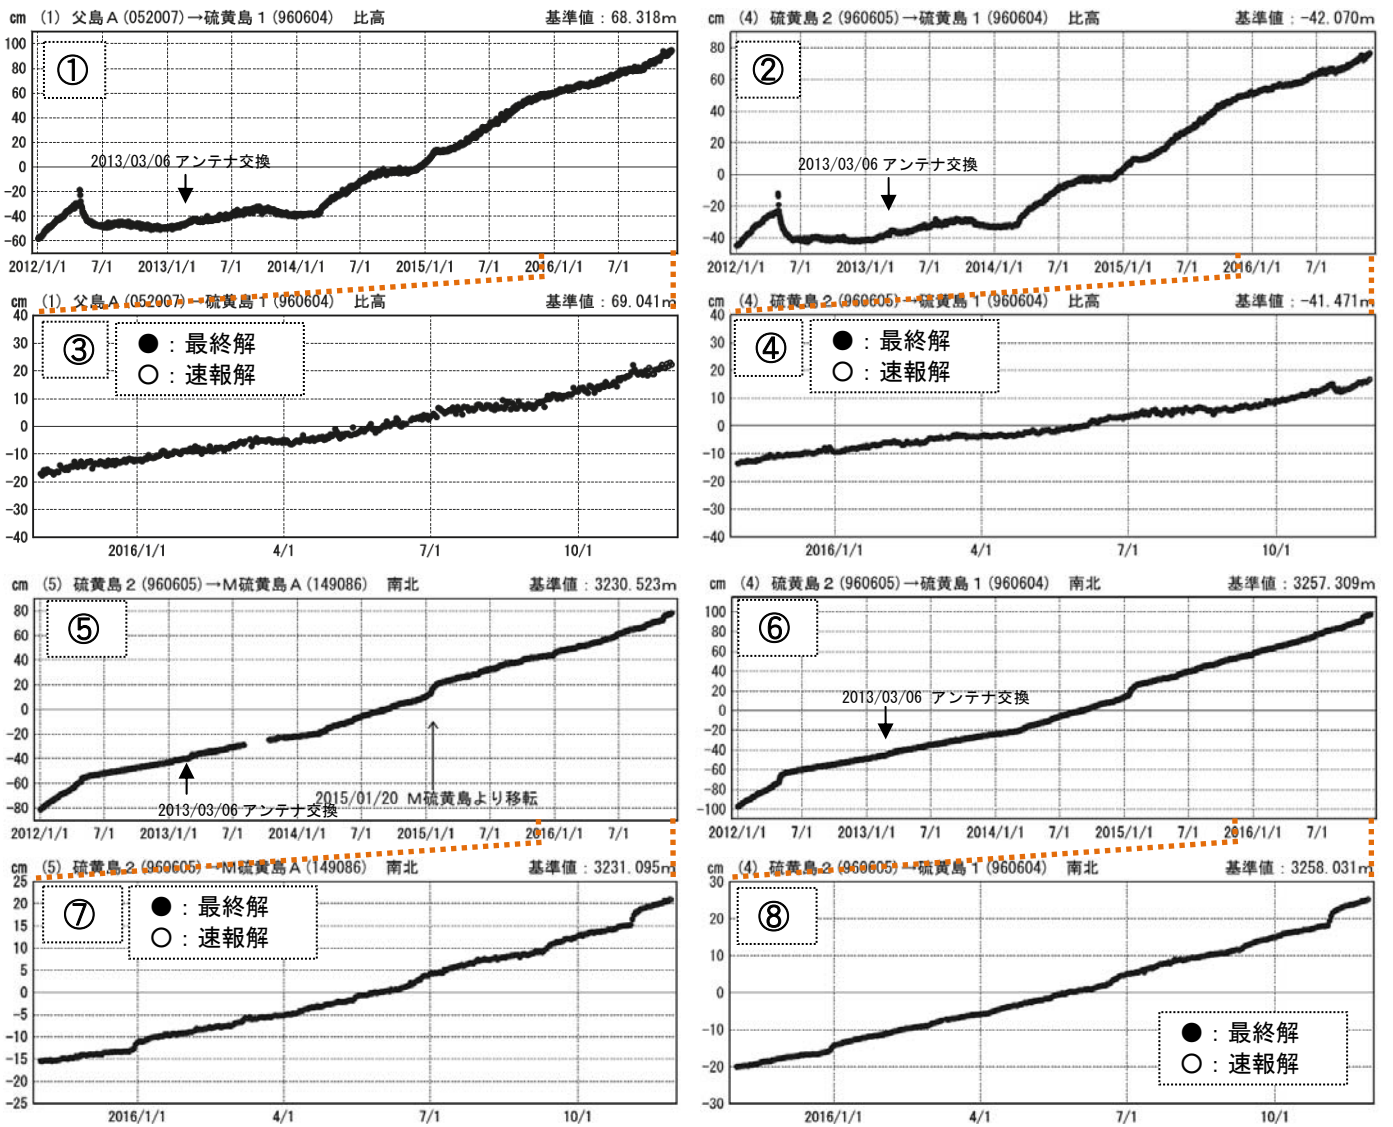 cm (1) 父島A(052007)→硫黄島1(960604) 比高 基準値:68.318m
①
100
80
60
40
20
0
-20
-40
-60
2013/03/06 アンテナ交換
2012/1/1 7/1 2013/1/1 7/1 2014/1/1 7/1 2015/1/1 7/1 2016/1/1 7/1
cm (4) 硫黄島2(960605)→硫黄島1(960604) 比高 基準値:-42.070m
②
80
60
40
20
0
-20
-40
2013/03/06 アンテナ交換
2012/1/1 7/1 2013/1/1 7/1 2014/1/1 7/1 2015/1/1 7/1 2016/1/1 7/1
cm (1) 父島A(052007)→硫黄島1(960604) 比高 基準値:69.041m
③
●:最終解
○:速報解
40
30
20
10
0
-10
-20
-30
-40
2016/1/1 4/1 7/1 10/1
cm (4) 硫黄島2(960605)→硫黄島1(960604) 比高 基準値:-41.471m
④
●:最終解
○:速報解
40
30
20
10
0
-10
-20
-30
-40
2016/1/1 4/1 7/1 10/1
cm (5) 硫黄島2(960605)→M硫黄島A(149086) 南北 基準値:3230.523m
⑤
80
60
40
20
0
-20
-40
-60
-80
2013/03/06 アンテナ交換
2015/01/20 M硫黄島より移転
2012/1/1 7/1 2013/1/1 7/1 2014/1/1 7/1 2015/1/1 7/1 2016/1/1 7/1
cm (4) 硫黄島2(960605)→硫黄島1(960604) 南北 基準値:3257.309m
⑥
100
80
60
40
20
0
-20
-40
-60
-80
-100
2013/03/06 アンテナ交換
2012/1/1 7/1 2013/1/1 7/1 2014/1/1 7/1 2015/1/1 7/1 2016/1/1 7/1
cm (5) 硫黄島2(960605)→M硫黄島A(149086) 南北 基準値:3231.095m
⑦
●:最終解
○:速報解
25
20
15
10
5
0
-5
-10
-15
-20
-25
2016/1/1 4/1 7/1 10/1
cm (4) 硫黄島2(960605)→硫黄島1(960604) 南北 基準値:3258.031m
⑧
●:最終解
○:速報解
30
20
10
0
-10
-20
-30
2016/1/1 4/1 7/1 10/1